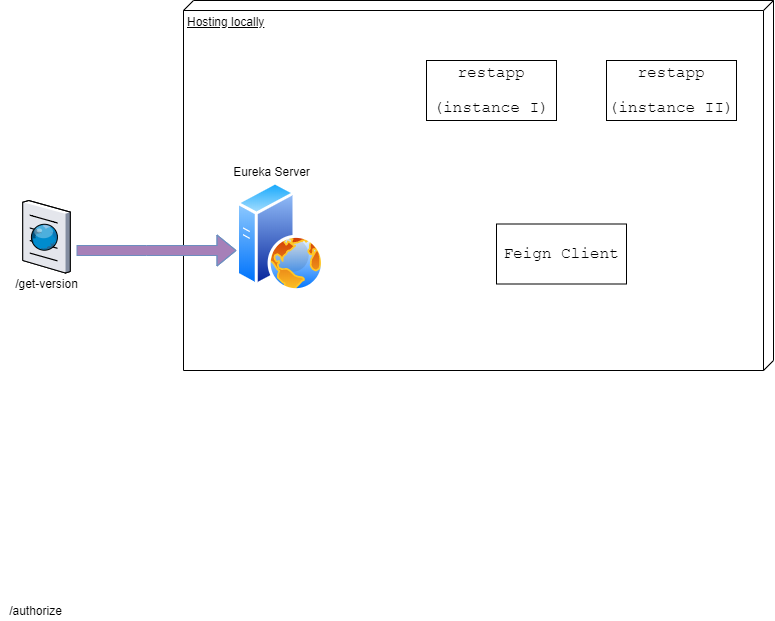 Hosting locally
restapp
(instance I)
restapp
(instance II)
Eureka Server
Feign Client
/get-version
/authorize